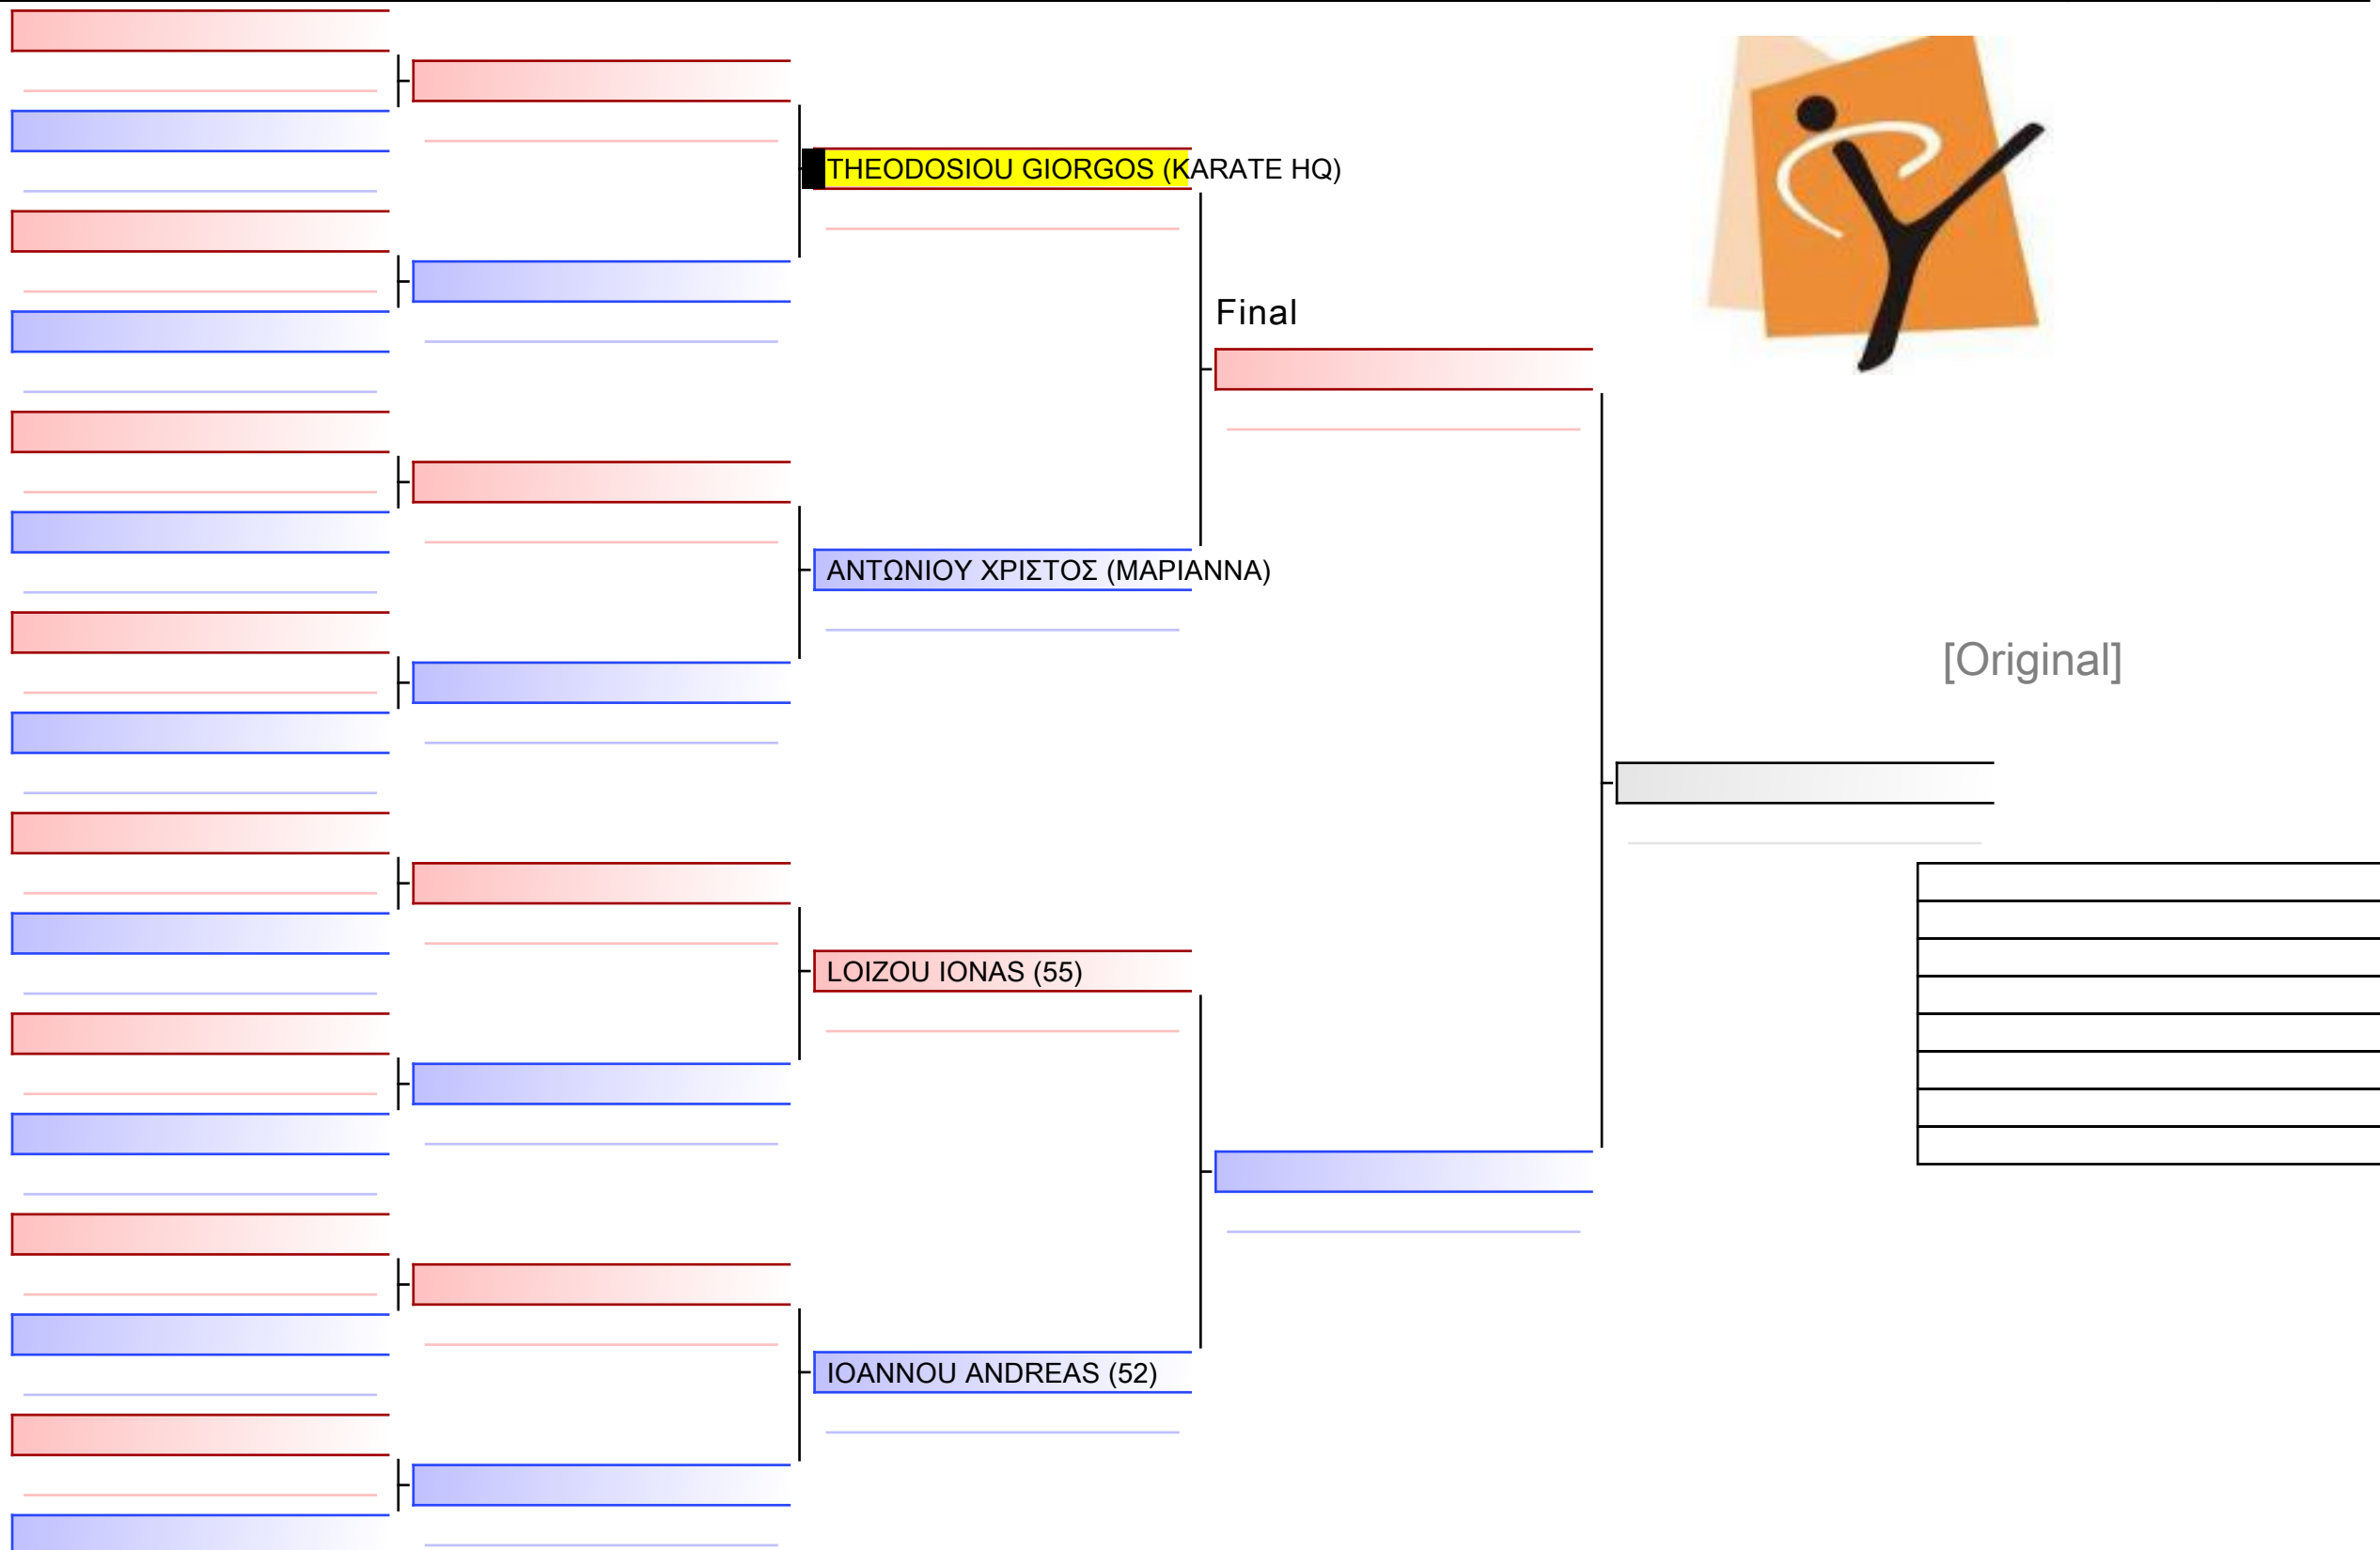 THEODOSIOU GIORGOS (KARATE HQ)
Final
ΑΝΤΩΝΙΟΥ ΧΡΙΣΤΟΣ (ΜΑΡΙΑΝΝΑ)
[Original]
LOIZOU IONAS (55)
IOANNOU ANDREAS (52)